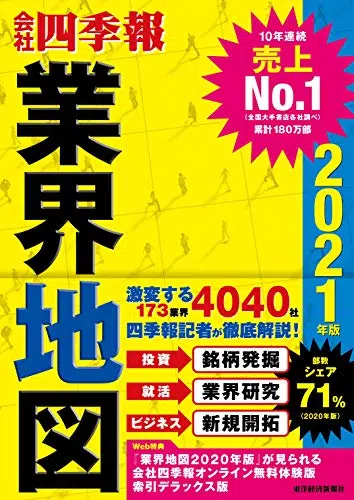 会社四季報
業界地図
10年連続
売上
No.1
(全国大手書店各社調べ)
累計180万部
2021年版
激変する
173業界4040社
四季報記者が徹底解説!
投資 銘柄発掘
就活 業界研究
ビジネス 新規開拓
部数
シェア
71%
(2020年版)
Web特典
『業界地図2020年版』が見られる
会社四季報オンライン無料体験版
索引デラックス版
東洋経済新報社